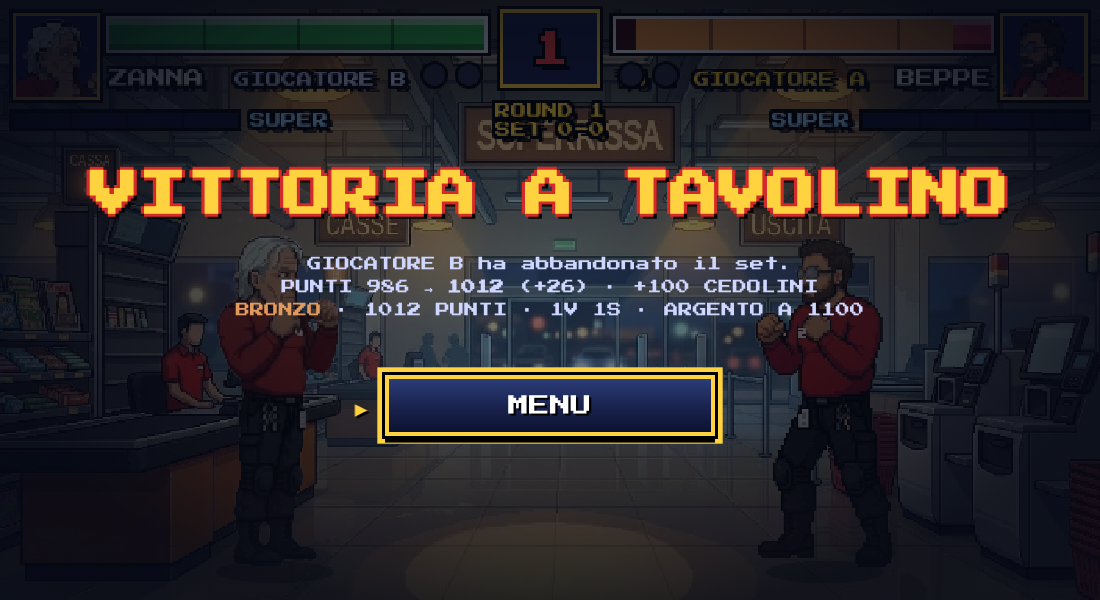 1
ZANNA GIOCATORE B
GIOCATORE A BEPPE
SUPER
ROUND 1
SET 0-0
SUPER
SUPERRISSA
CASSA
VITTORIA A TAVOLINO
CASSE
USCITA
GIOCATORE B ha abbandonato il set.
PUNTI 986 → 1012 (+26) · +100 CEDOLINI
BRONZO · 1012 PUNTI · 1V 1S · ARGENTO A 1100
MENU